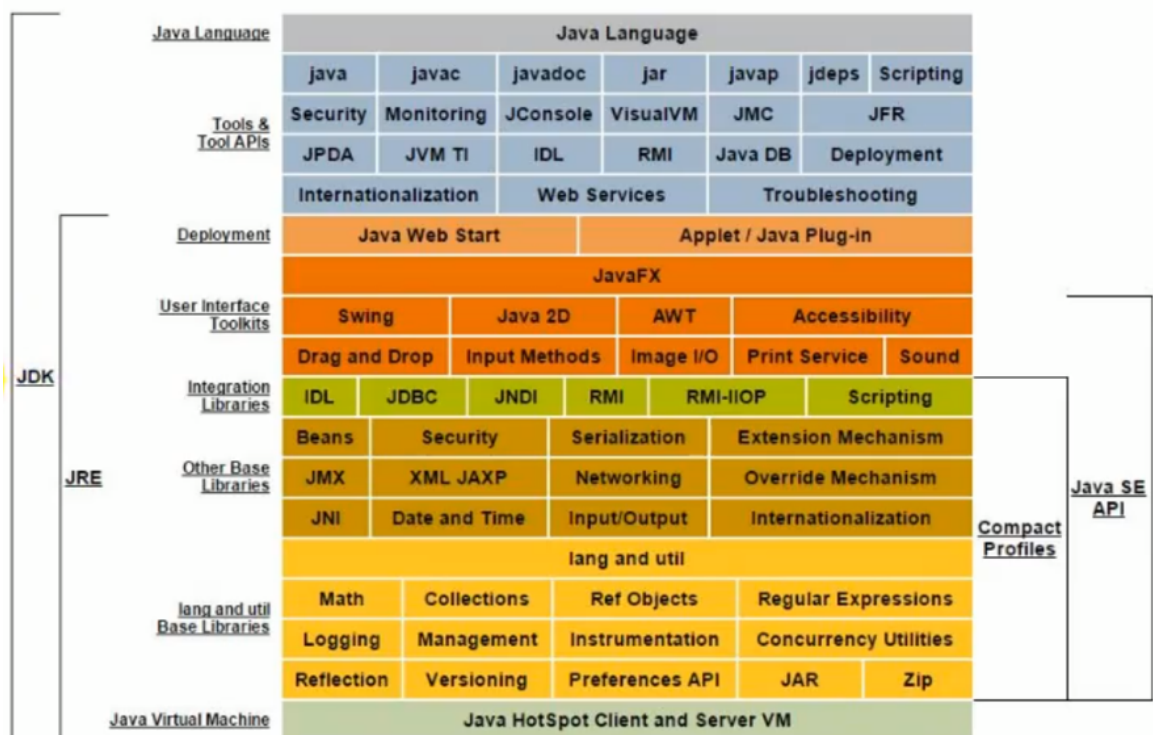 Java Language Java Language
java javac javadoc jar javap jdeps Scripting
Security Monitoring JConsole VisualVM JMC JFR
Tools &
Tool APIs
JPDA JVM TI IDL RMI Java DB Deployment
Internationalization Web Services Troubleshooting
Deployment Java Web Start Applet / Java Plug-in
JavaFX
User Interface
Toolkits
Swing Java 2D AWT Accessibility
Drag and Drop Input Methods Image I/O Print Service Sound
JDK
Integration
Libraries
IDL JDBC JNDI RMI RMI-IIOP Scripting
Beans Security Serialization Extension Mechanism
JRE
Other Base
Libraries
JMX XML JAXP Networking Override Mechanism
Java SE
API
JNI Date and Time Input/Output Internationalization
Compact
Profiles
lang and util
Math Collections Ref Objects Regular Expressions
lang and util
Base Libraries
Logging Management Instrumentation Concurrency Utilities
Reflection Versioning Preferences API JAR Zip
Java Virtual Machine Java HotSpot Client and Server VM